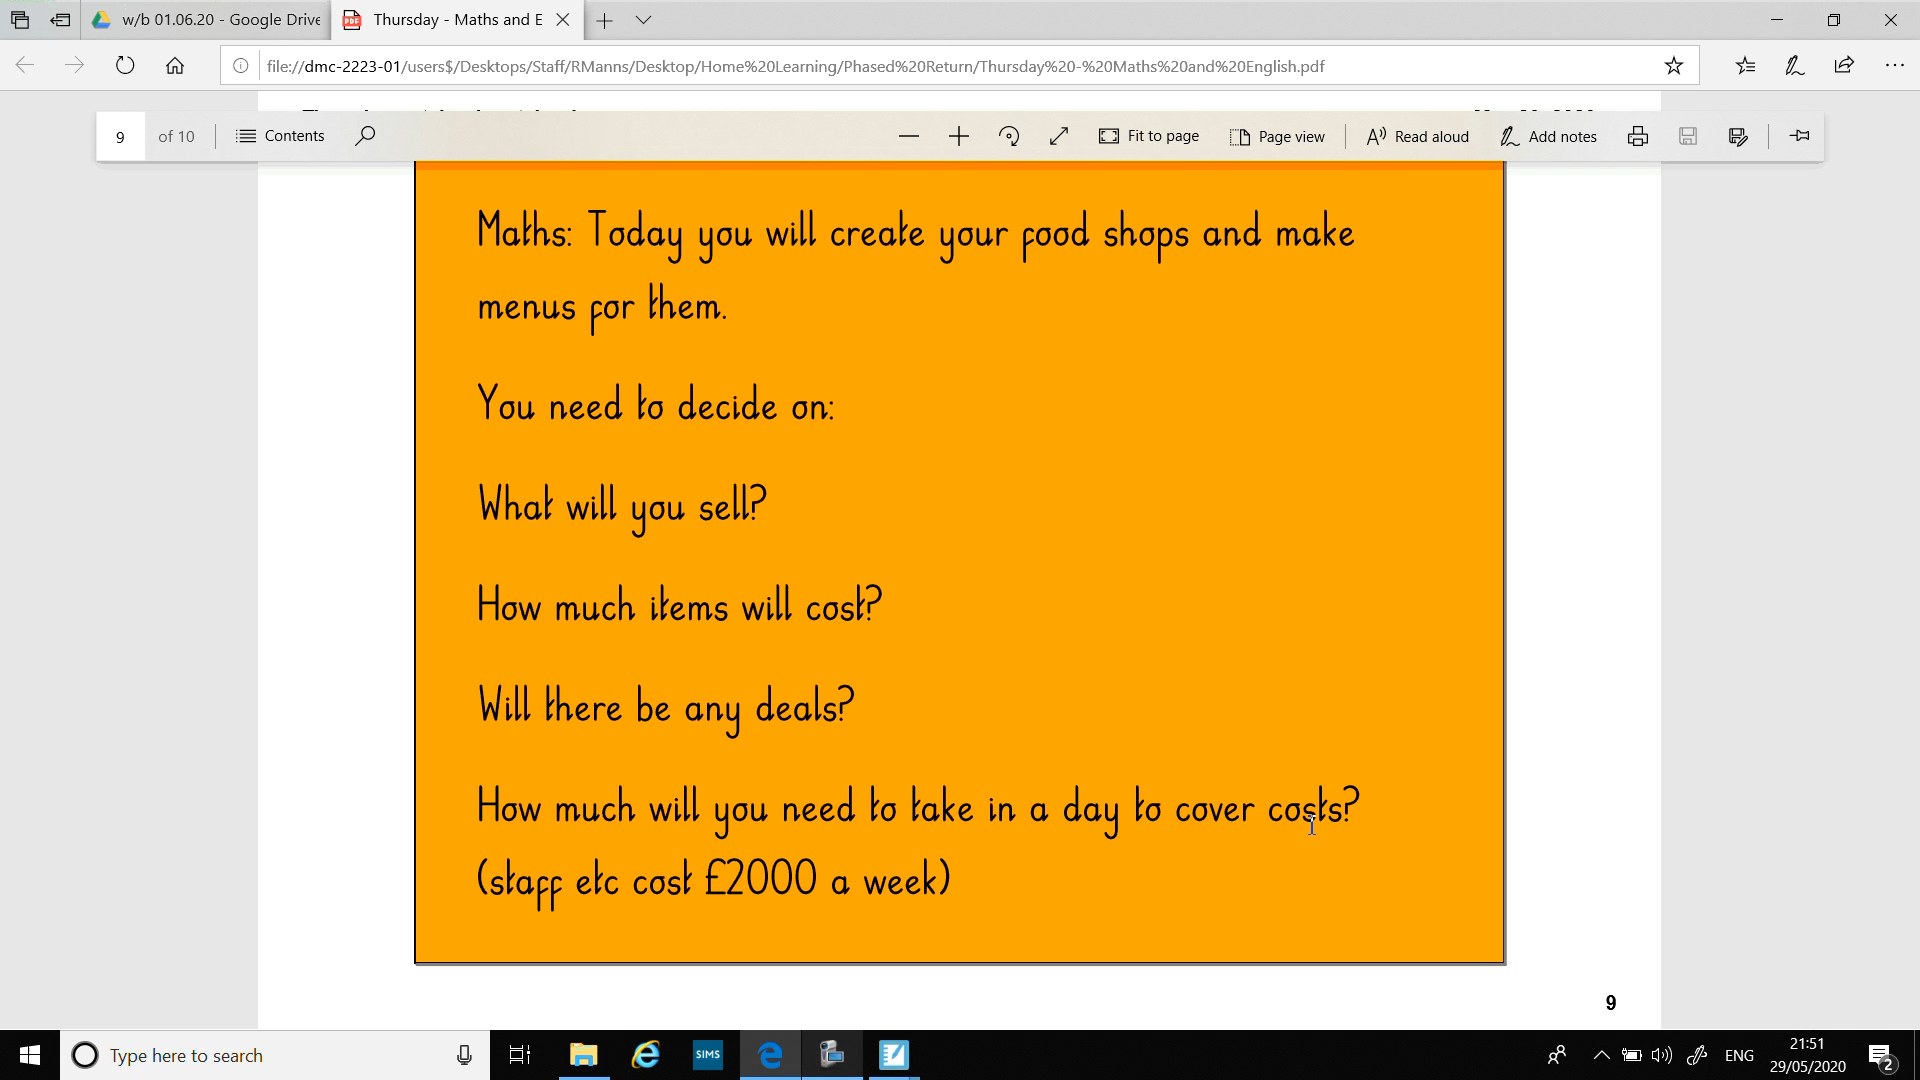 w/b 01.06.20 - Google Drive
Thursday - Maths and E
file://dmc-2223-01/users$/Desktops/Staff/RManns/Desktop/Home%20Learning/Phased%20Return/Thursday%20-%20Maths%20and%20English.pdf
9 of 10 Contents Fit to page Page view Read aloud Add notes
Maths: Today you will create your food shops and make
menus for them.
You need to decide on:
What will you sell?
How much items will cost?
Will there be any deals?
How much will you need to take in a day to cover costs?
(staff etc cost £2000 a week)
9
Type here to search
SIMS
ENG
21:51
29/05/2020
2